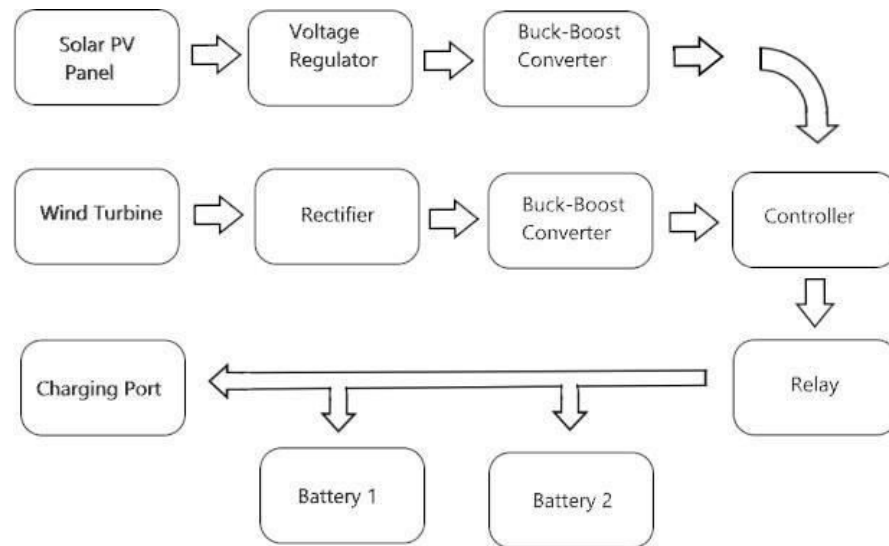 Solar PV
Panel
Voltage
Regulator
Buck-Boost
Converter
Wind Turbine
Rectifier
Buck-Boost
Converter
Controller
Charging Port
Relay
Battery 1
Battery 2